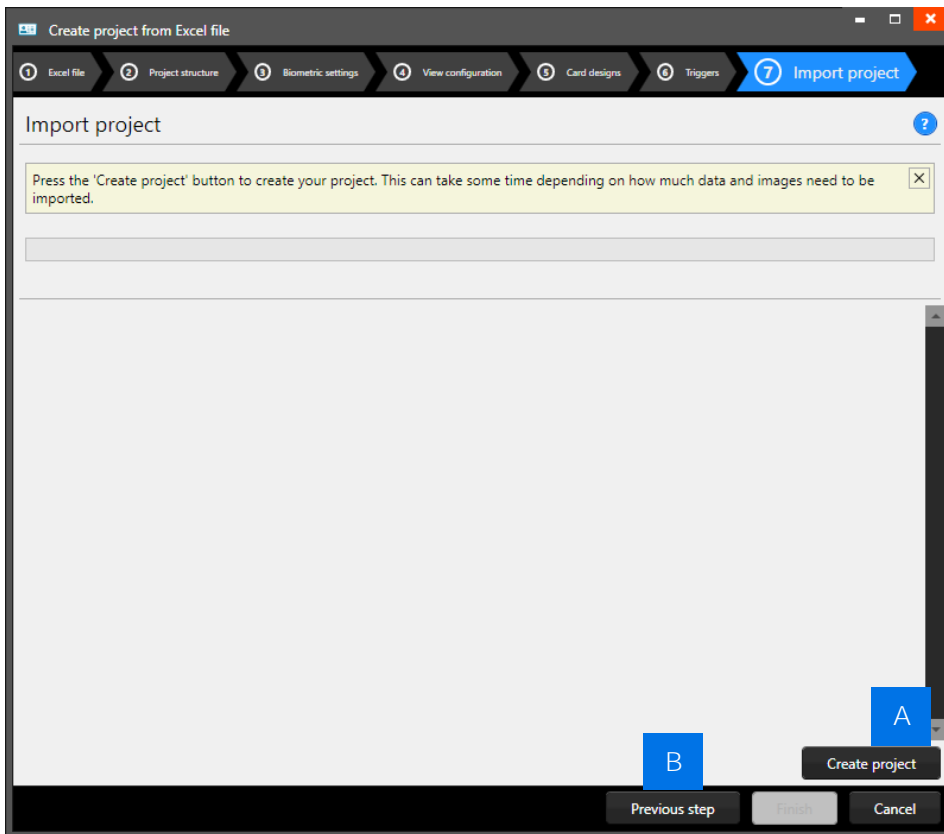 Create project from Excel file
1 Excel file 2 Project structure 3 Biometric settings 4 View configuration 5 Card designs 6 Triggers 7 Import project
Import project ?
Press the 'Create project' button to create your project. This can take some time depending on how much data and images need to be
imported.
A
B
Create project
Previous step Finish Cancel